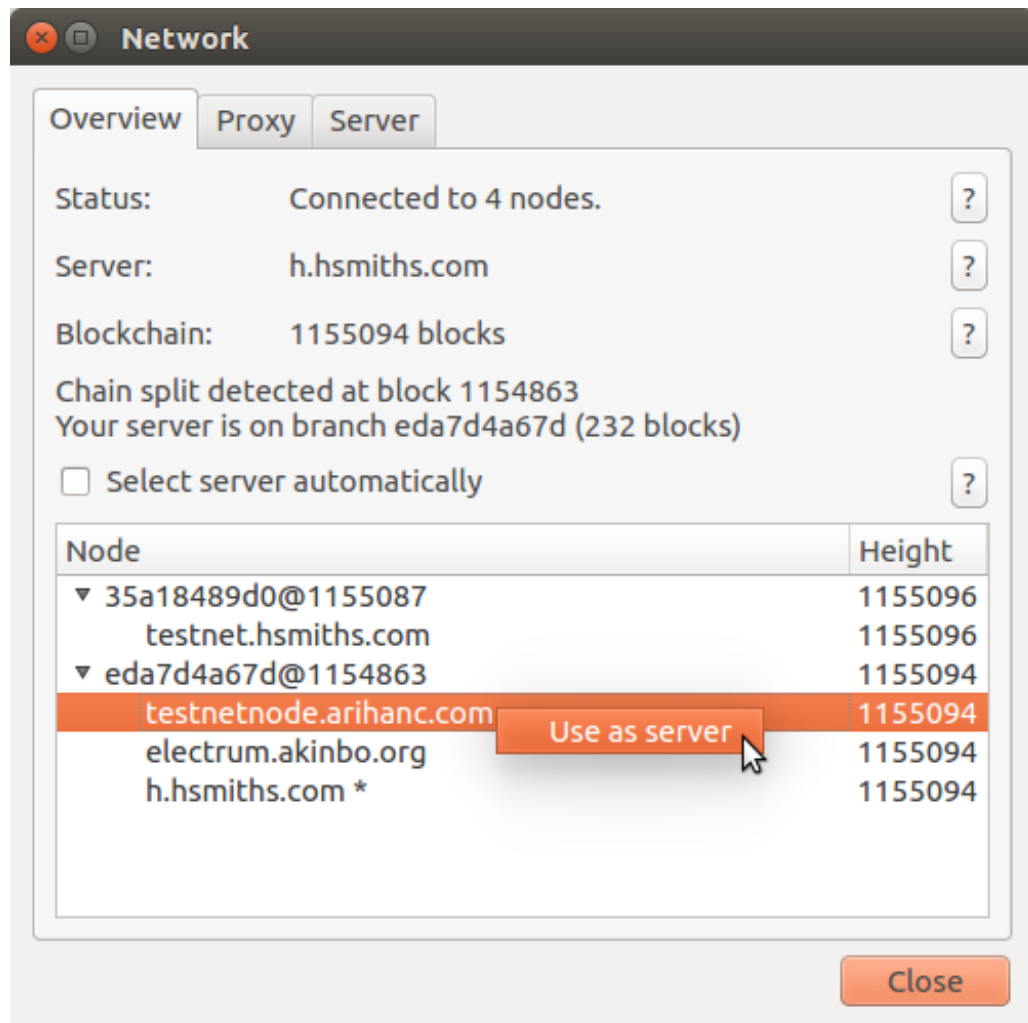 Network
Overview Proxy Server
Status: Connected to 4 nodes. ?
Server: h.hsmiths.com ?
Blockchain: 1155094 blocks ?
Chain split detected at block 1154863
Your server is on branch eda7d4a67d (232 blocks)
Select server automatically ?
Node Height
35a18489d0@1155087 1155096
testnet.hsmiths.com 1155096
eda7d4a67d@1154863 1155094
testnetnode.arihanc.com 1155094
Use as server
electrum.akinbo.org 1155094
h.hsmiths.com * 1155094
Close